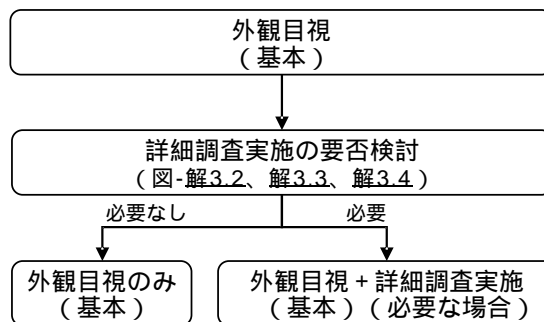 外観目視
（基本）
詳細調査実施の要否検討
（図-解3.2、解3.3、解3.4）
必要なし
必要
外観目視のみ
（基本）
外観目視+詳細調査実施
（基本）（必要な場合）